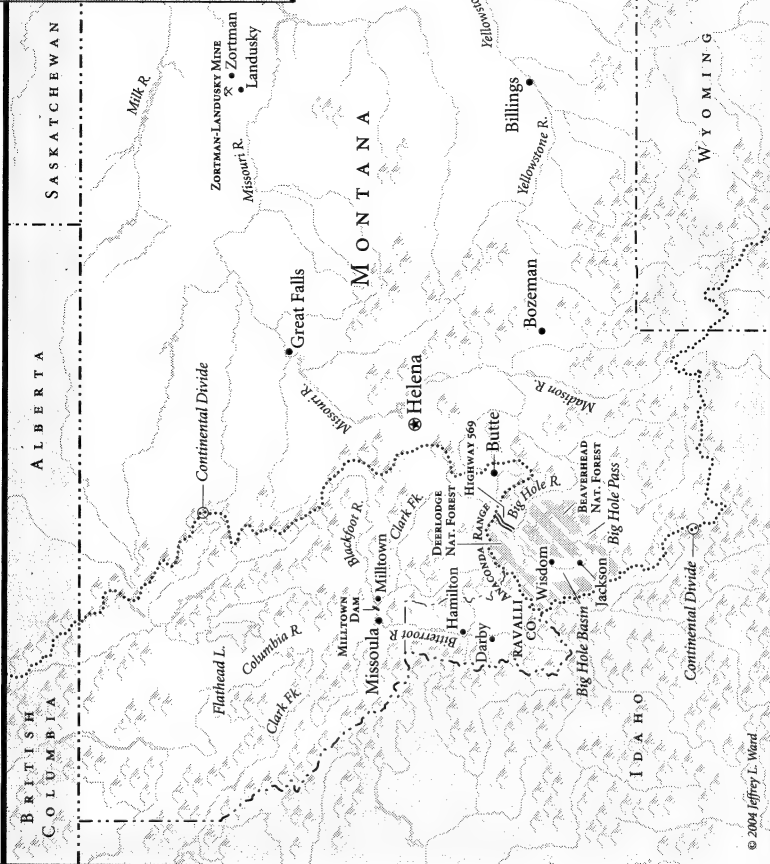 BRITISH
COLUMBIA
ALBERTA
SASKATCHEWAN
Milk R.
ZORTMAN-LANDUSKY MINE
Zortman
Landusky
Missouri R.
Continental Divide
Great Falls
MONTANA
Flathead L.
Columbia R.
Clark Fk
Missouri R.
Blackfoot R.
Clark Fk
MILLTOWN
DAM
Milltown
Missoula
Bitterroot R
Helena
Yellowst
Billings
Yellowstone R.
DEERLODGE
NAT. FOREST
HIGHWAY 569
Butte
Hamilton
Darby
RAVALLI
CO.
ANACONDA RANGE
Big Hole R.
Madison R.
Bozeman
Wisdom
Jackson
BEAVERHEAD
NAT. FOREST
Big Hole Pass
Big Hole Basin
IDAHO
Continental Divide
WYOMING
© 2004 Jeffrey L. Ward